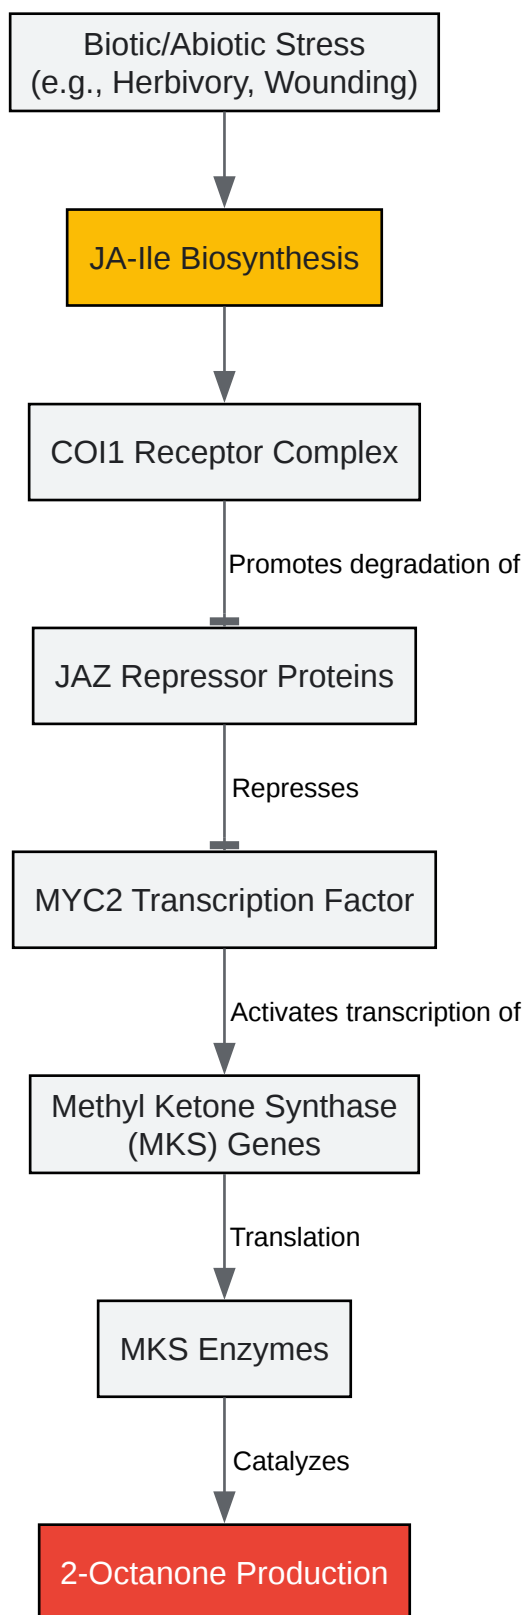 Biotic/Abiotic Stress
(e.g., Herbivory, Wounding)
JA-Ile Biosynthesis
COI1 Receptor Complex
Promotes degradation of
JAZ Repressor Proteins
Represses
MYC2 Transcription Factor
Activates transcription of
Methyl Ketone Synthase
(MKS) Genes
Translation
MKS Enzymes
Catalyzes
2-Octanone Production